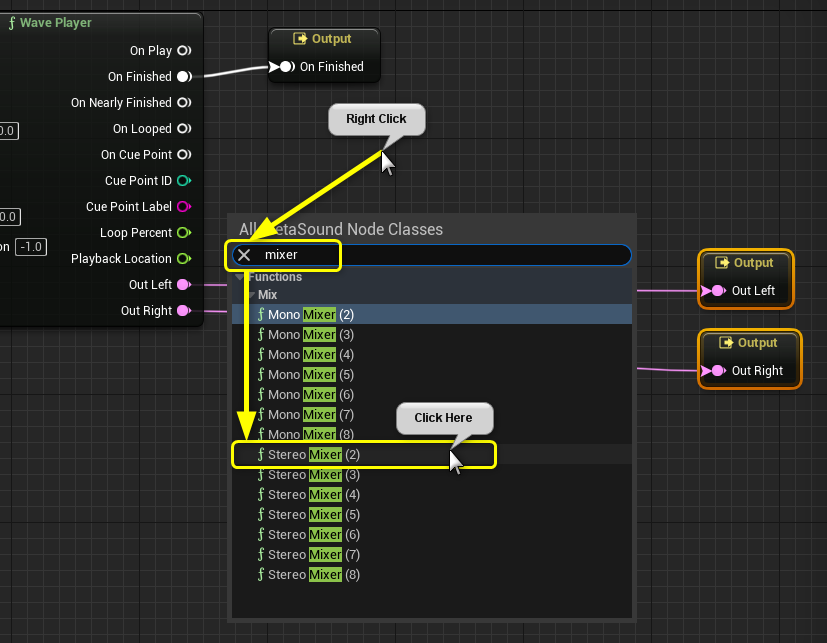 Wave Player
On Play
On Finished
On Nearly Finished
0.0
On Looped
On Cue Point
Cue Point ID
0.0
Cue Point Label
Loop Percent
on -1.0
Playback Location
Out Left
Out Right
Output
On Finished
Right Click
MetaSound Node Classes
mixer
Functions
Mix
Mono Mixer (2)
Mono Mixer (3)
Mono Mixer (4)
Mono Mixer (5)
Mono Mixer (6)
Mono Mixer (7)
Mono Mixer (8)
Click Here
Stereo Mixer (2)
Stereo Mixer (3)
Stereo Mixer (4)
Stereo Mixer (5)
Stereo Mixer (6)
Stereo Mixer (7)
Stereo Mixer (8)
Output
Out Left
Output
Out Right